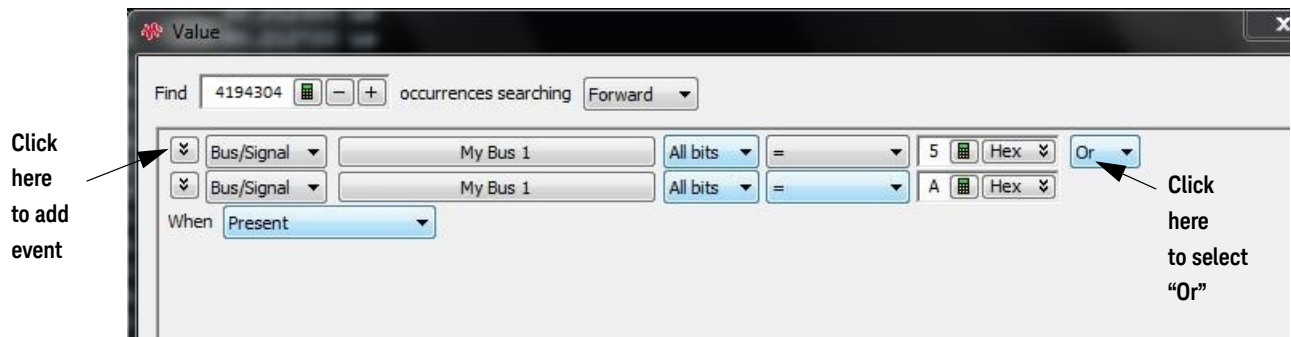 Value
X
Find 4194304 - + occurrences searching Forward
Bus/Signal My Bus 1 All bits = 5 Hex Or
Bus/Signal My Bus 1 All bits = A Hex
When Present
Click
here
to add
event
Click
here
to select
“Or”